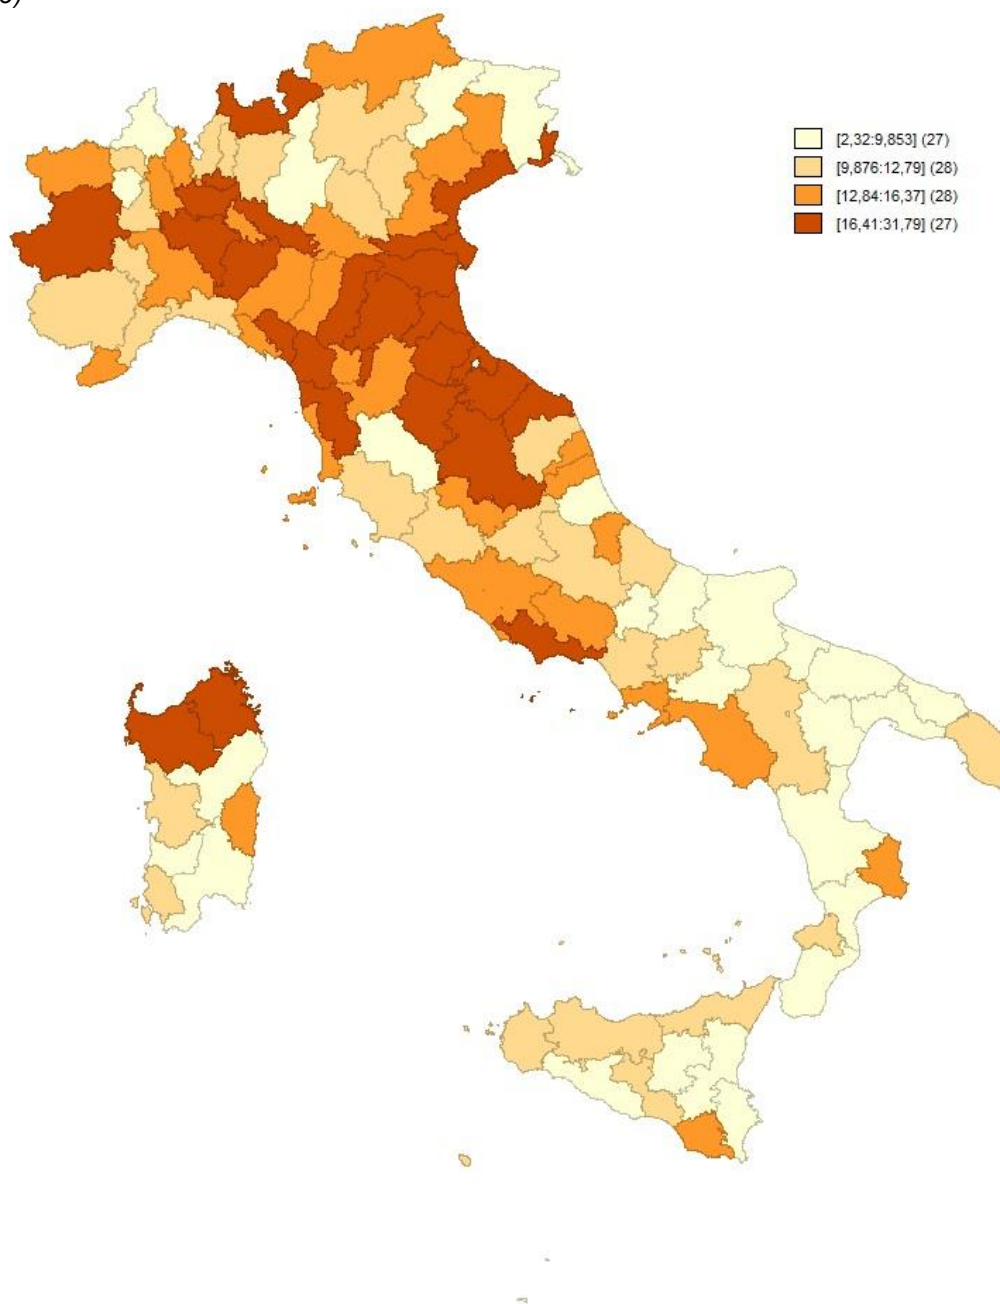 [2,32:9,853] (27)
[9,876:12,79] (28)
[12,84:16,37] (28)
[16,41:31,79] (27)